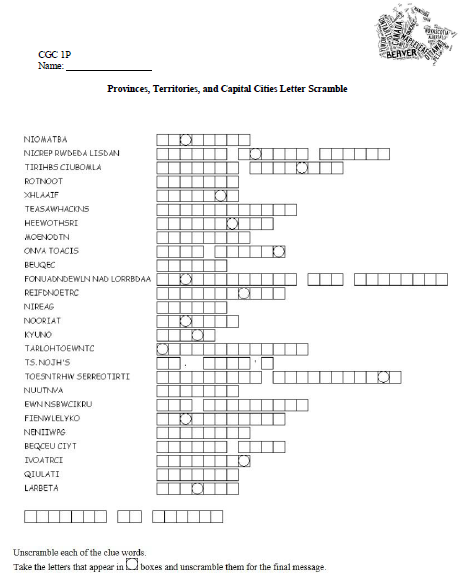 CANADA
BEAVER
CGC 1P
Name:
Provinces, Territories, and Capital Cities Letter Scramble
NIOMATBA
NICREP RWDEDA LISDAN
TIRIHBS CIUBOMLA
ROTNOOT
XHLAAIF
TEASAWHACKNS
HEEWOTHSRI
MOENODTN
ONVA TOACIS
BEUQEC
FONUADNDEWLN NAD LORRBDAA
REIFDNOETRC
NIREAG
NOORIAT
KYUNO
TARLOHTOEWNTC
TS. NOJH'S
TOESNTRHW SERREOTIRTI
NUUTNVA
EWN NSBWCIKRU
FIENWLELYKO
NENIIWPG
BEQCEU CIYT
IVOATRCI
QIULATI
LARBETA
Unscramble each of the clue words.
Take the letters that appear in boxes and unscramble them for the final message.